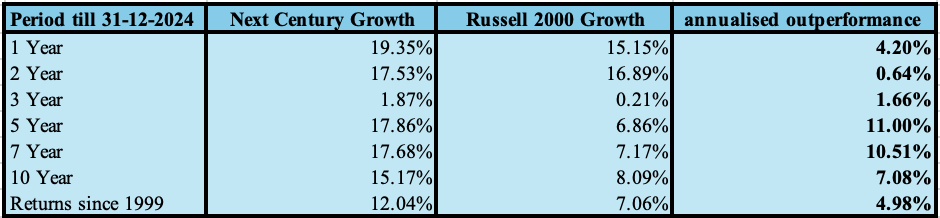 Period till 31-12-2024 Next Century Growth Russell 2000 Growth annualised outperformance
1 Year 19.35% 15.15% 4.20%
2 Year 17.53% 16.89% 0.64%
3 Year 1.87% 0.21% 1.66%
5 Year 17.86% 6.86% 11.00%
7 Year 17.68% 7.17% 10.51%
10 Year 15.17% 8.09% 7.08%
Returns since 1999 12.04% 7.06% 4.98%